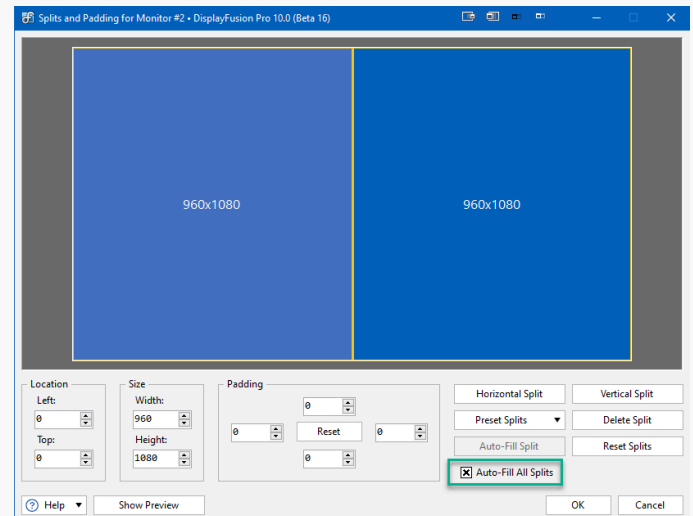 Splits and Padding for Monitor #2 • DisplayFusion Pro 10.0 (Beta 16)
960x1080
960x1080
Location
Left:
0
Top:
0
Size
Width:
960
Height:
1080
Padding
0
0
Reset
0
0
Horizontal Split
Vertical Split
Preset Splits
Delete Split
Auto-Fill Split
Reset Splits
Auto-Fill All Splits
? Help
Show Preview
OK
Cancel